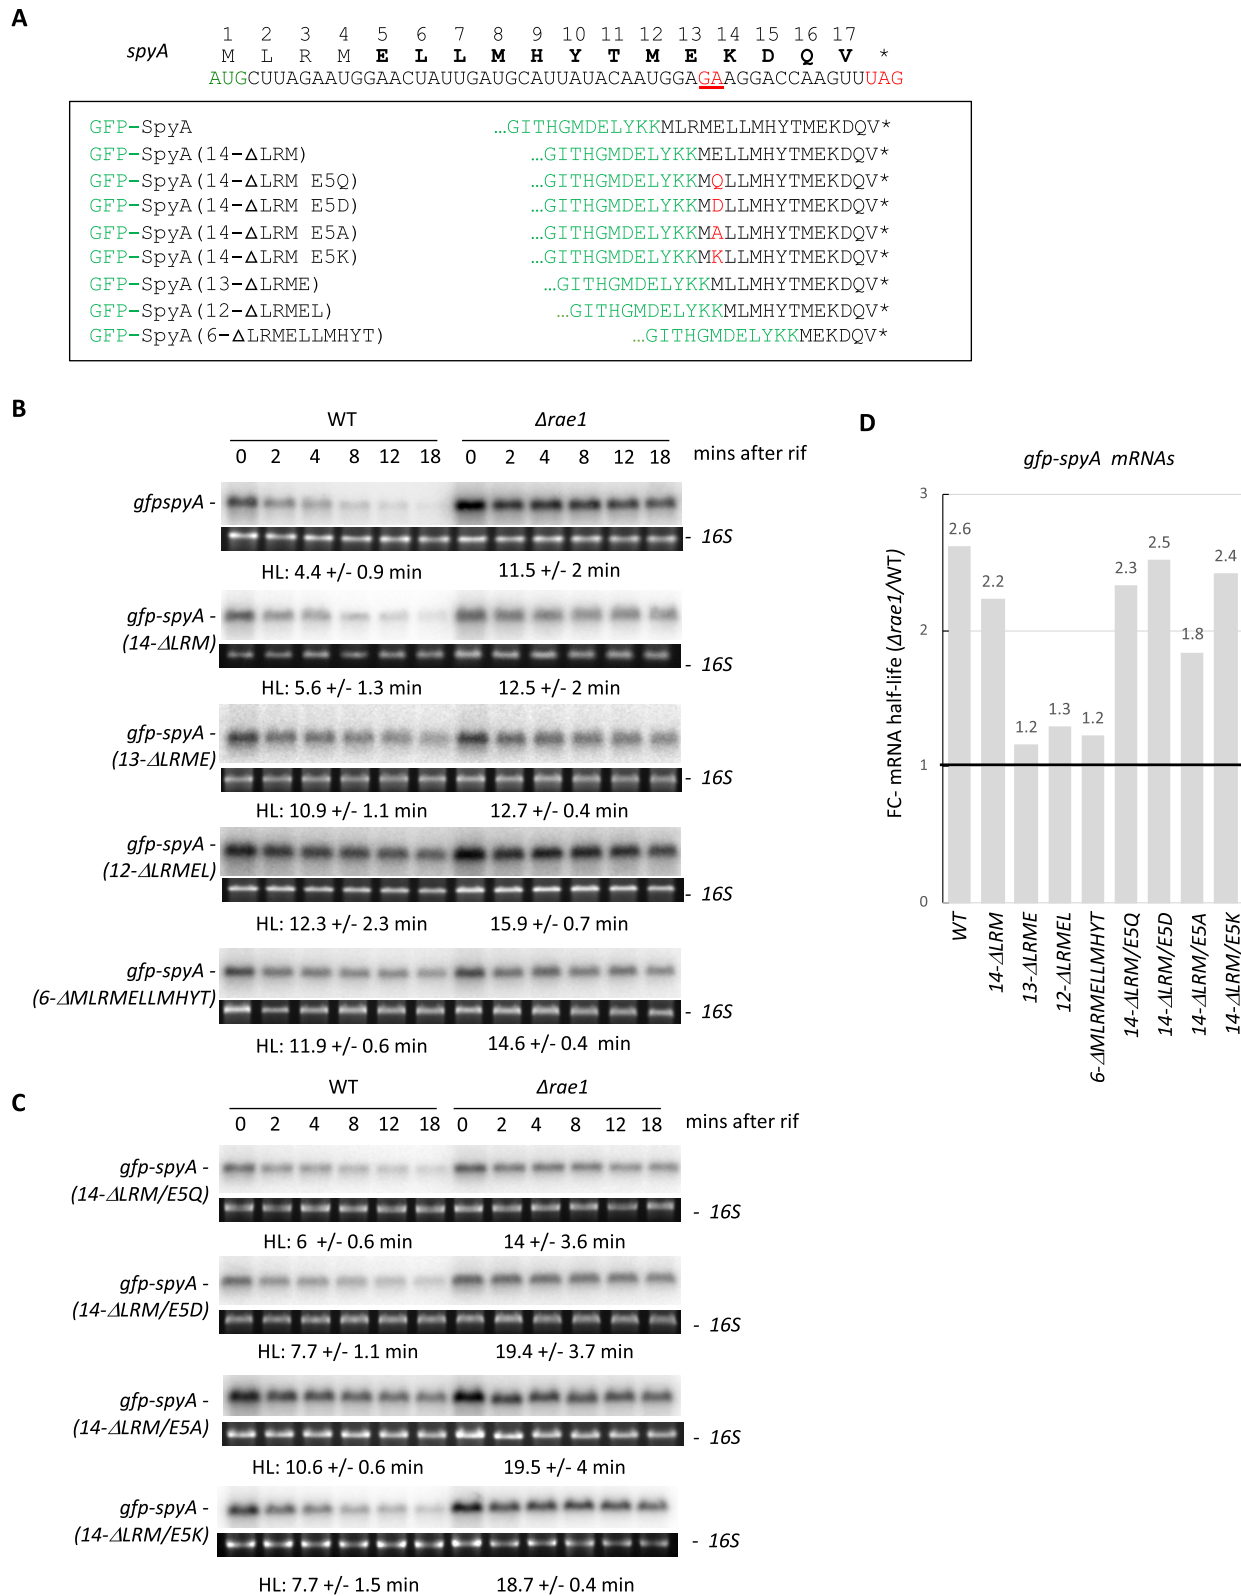 A
1 2 3 4 5 6 7 8 9 10 11 12 13 14 15 16 17
spyA M L R M E L L M H Y T M E K D Q V *
AUGCUUAGAAUGGAACUAUUGAUGCAUUAUACAAUGGAGAAGGACCAAGUUUAG
GFP-SpyA …GITHGMDELYKKMLRMELLMHYTMEKDQV*
GFP-SpyA(14-ΔLRM) …GITHGMDELYKKMELLMHYTMEKDQV*
GFP-SpyA(14-ΔLRM E5Q) …GITHGMDELYKKMQLLMHYTMEKDQV*
GFP-SpyA(14-ΔLRM E5D) …GITHGMDELYKKMDLLMHYTMEKDQV*
GFP-SpyA(14-ΔLRM E5A) …GITHGMDELYKKMALLMHYTMEKDQV*
GFP-SpyA(14-ΔLRM E5K) …GITHGMDELYKKMKLLMHYTMEKDQV*
GFP-SpyA(13-ΔLRME) …GITHGMDELYKKMLLMHYTMEKDQV*
GFP-SpyA(12-ΔLRMEL) …GITHGMDELYKKMLMHYTMEKDQV*
GFP-SpyA(6-ΔLRMELLMHYT) …GITHGMDELYKKMEKDQV*
B
WT Δrae1
0 2 4 8 12 18 0 2 4 8 12 18 mins after rif
gfpspyA -
- 16S
HL: 4.4 +/- 0.9 min 11.5 +/- 2 min
gfp-spyA -
(14-ΔLRM)
- 16S
HL: 5.6 +/- 1.3 min 12.5 +/- 2 min
gfp-spyA -
(13-ΔLRME)
- 16S
HL: 10.9 +/- 1.1 min 12.7 +/- 0.4 min
gfp-spyA -
(12-ΔLRMEL)
- 16S
HL: 12.3 +/- 2.3 min 15.9 +/- 0.7 min
gfp-spyA -
(6-ΔMLRMELLMHYT)
- 16S
HL: 11.9 +/- 0.6 min 14.6 +/- 0.4 min
C
WT Δrae1
0 2 4 8 12 18 0 2 4 8 12 18 mins after rif
gfp-spyA -
(14-ΔLRM/E5Q)
- 16S
HL: 6 +/- 0.6 min 14 +/- 3.6 min
gfp-spyA -
(14-ΔLRM/E5D)
- 16S
HL: 7.7 +/- 1.1 min 19.4 +/- 3.7 min
gfp-spyA -
(14-ΔLRM/E5A)
- 16S
HL: 10.6 +/- 0.6 min 19.5 +/- 4 min
gfp-spyA -
(14-ΔLRM/E5K)
- 16S
HL: 7.7 +/- 1.5 min 18.7 +/- 0.4 min
D
gfp-spyA mRNAs
FC- mRNA half-life (Δrae1/WT)
3
2
1
0
2.6
2.2
1.2
1.3
1.2
2.3
2.5
1.8
2.4
WT
14-ΔLRM
13-ΔLRME
12-ΔLRMEL
6-ΔMLRMELLMHYT
14-ΔLRM/E5Q
14-ΔLRM/E5D
14-ΔLRM/E5A
14-ΔLRM/E5K